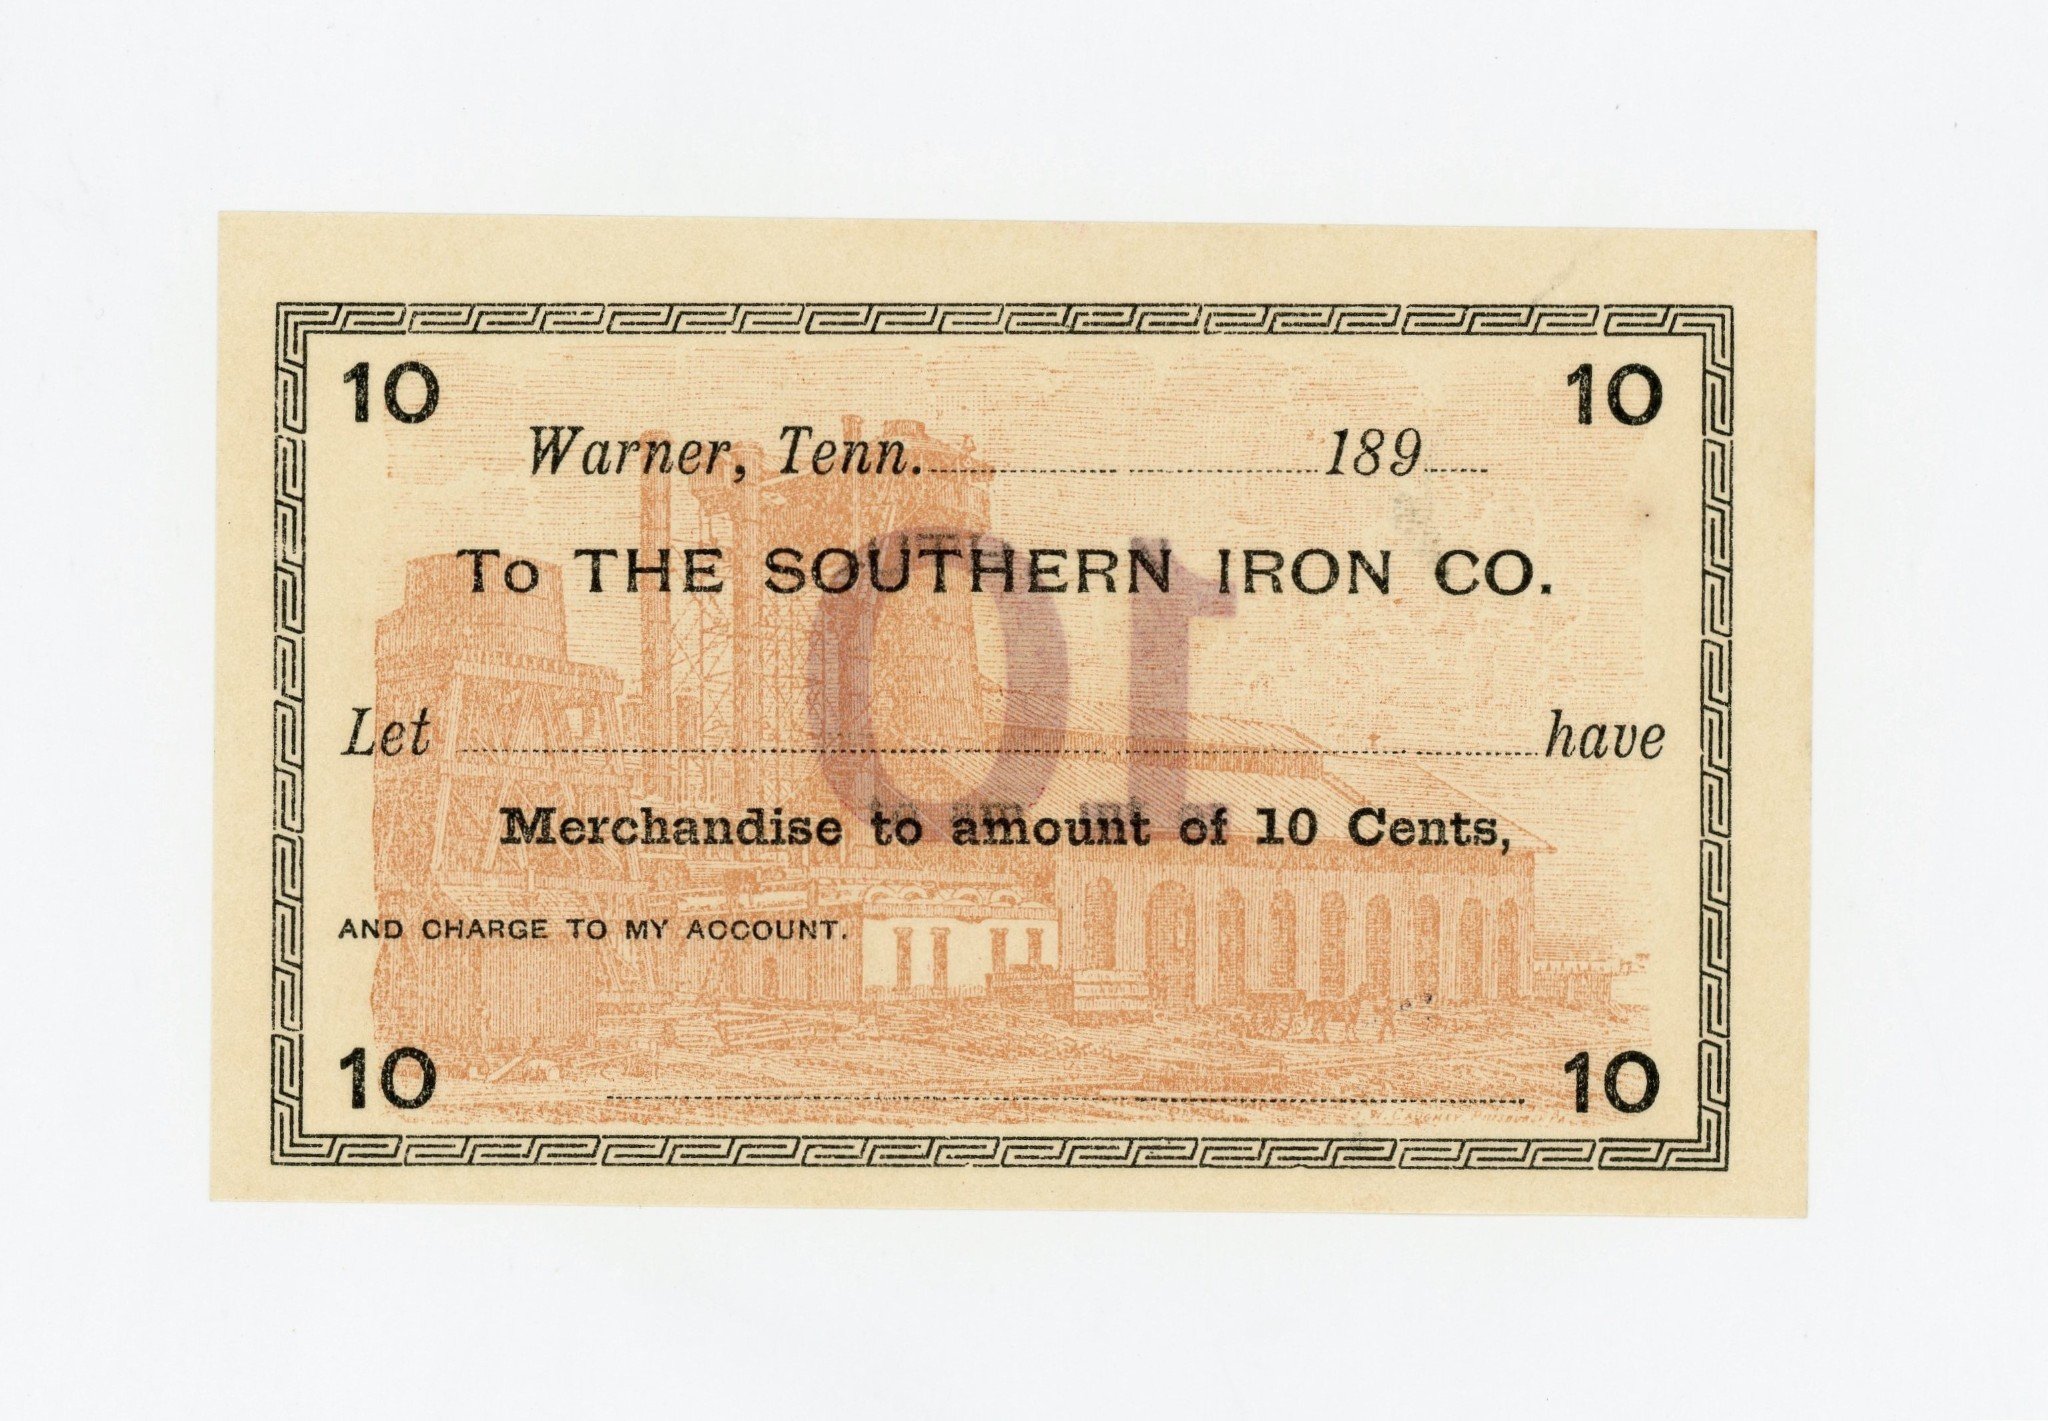 10 10
Warner, Tenn. 189
To THE SOUTHERN IRON CO.
10
Let have
Merchandise to amount of 10 Cents,
AND CHARGE TO MY ACCOUNT.
10 10